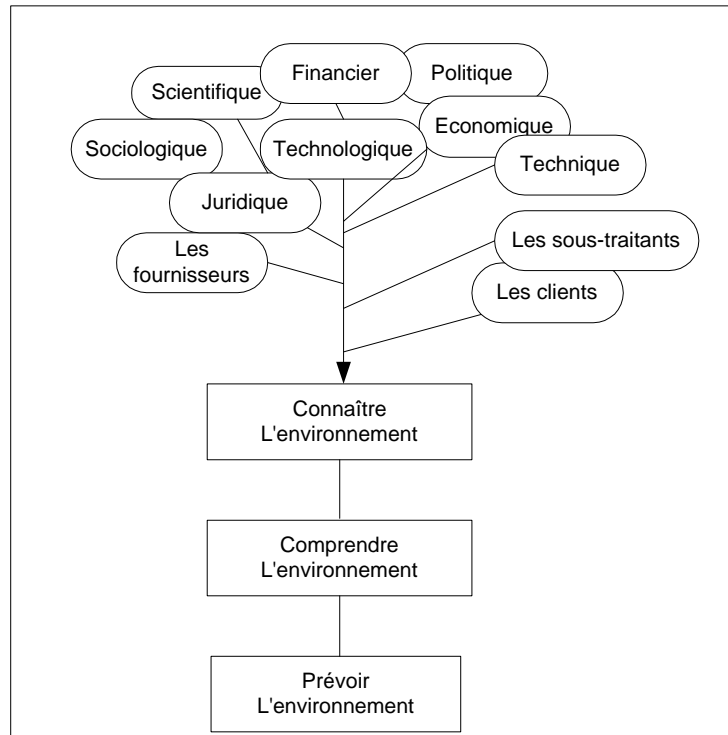 Financier
Politique
Scientifique
Economique
Sociologique
Technologique
Technique
Juridique
Les sous-traitants
Les
fournisseurs
Les clients
Connaître
L'environnement
Comprendre
L'environnement
Prévoir
L'environnement